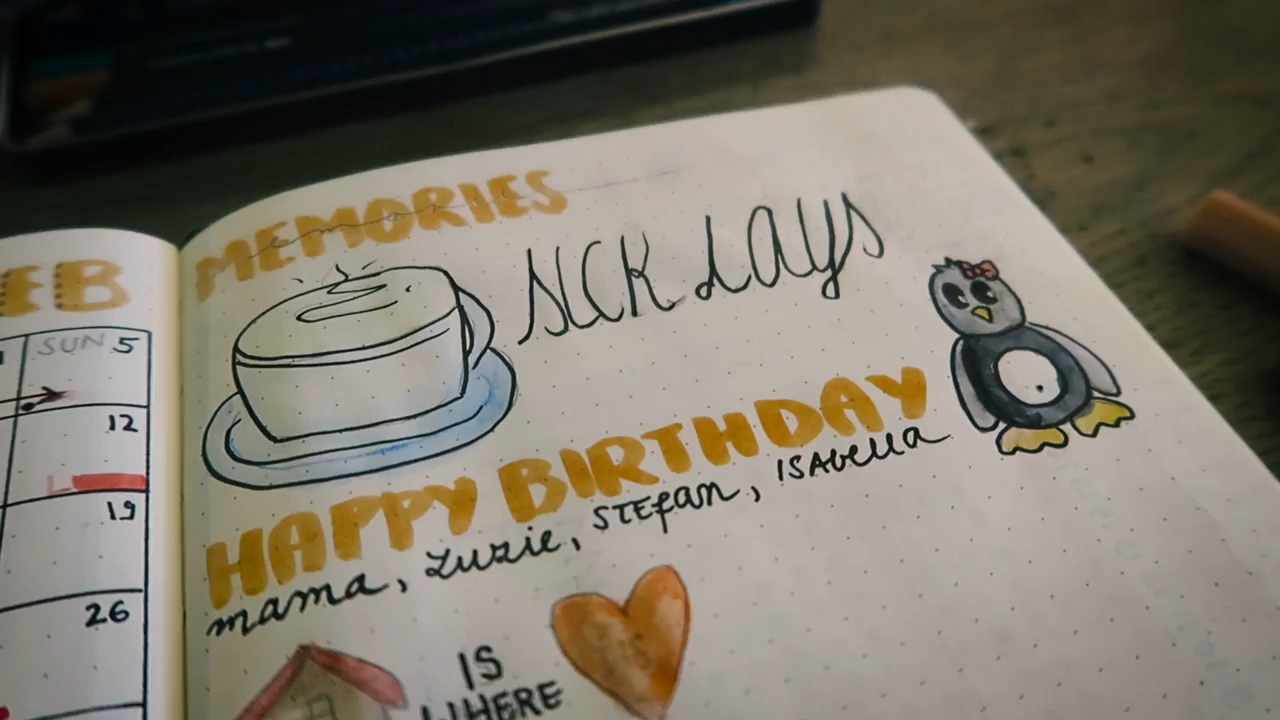 EB
SUN 5
12
19
26
MEMORIES
SICK DAYS
HAPPY BIRTHDAY
mama, Luzie, STEfan, ISAbella
IS
WHERE